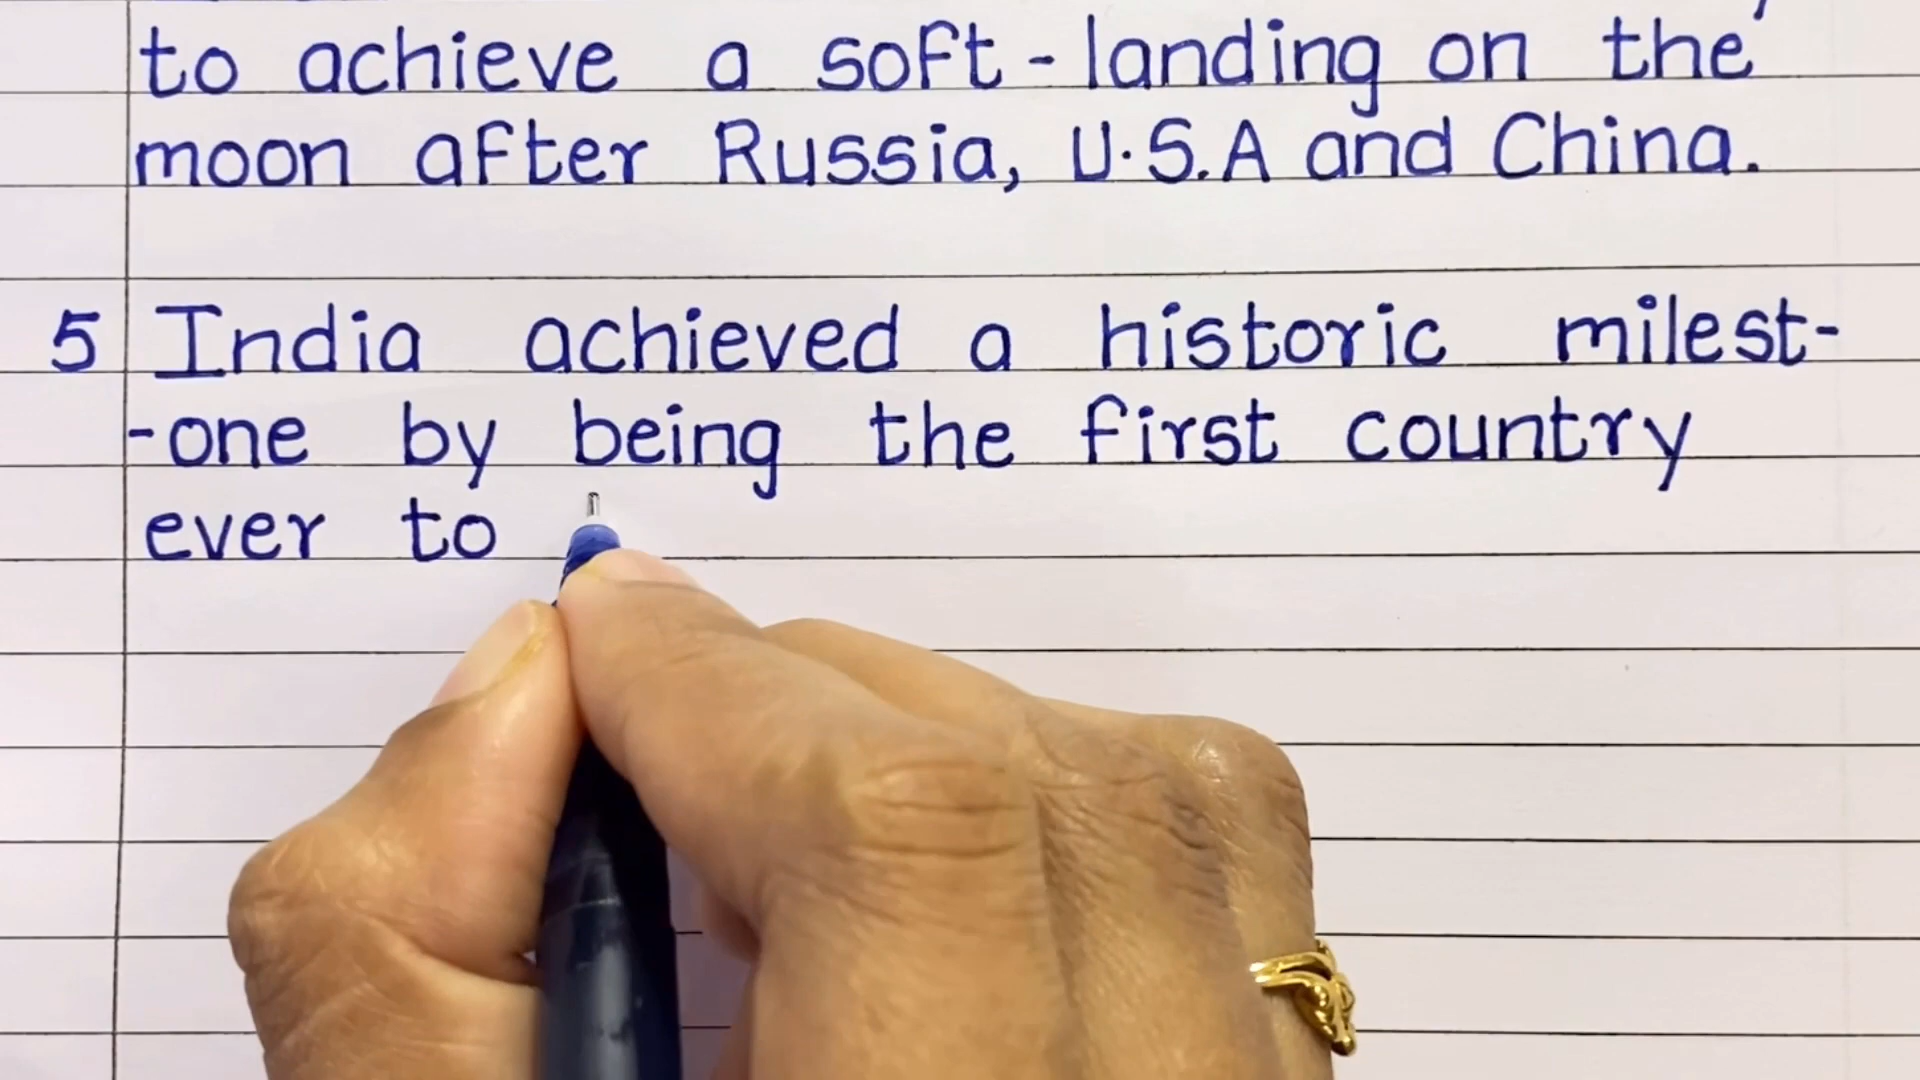 to achieve a soft - landing on the
moon after Russia, U.S.A and China.
5 India achieved a historic milest-
-one by being the first country
ever to